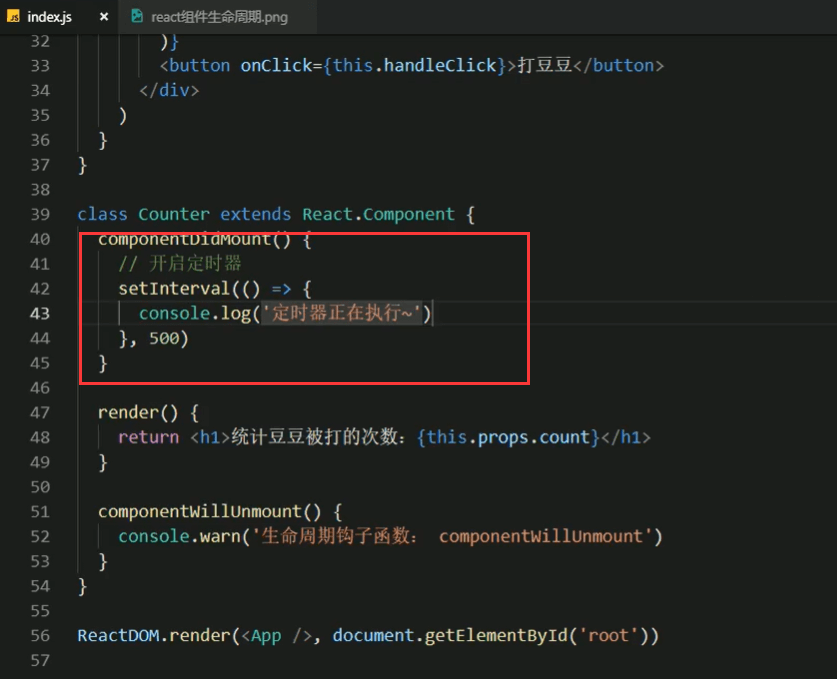 JS index.js × react组件生命周期.png
32 )}
33 <button onClick={this.handleClick}>打豆豆</button>
34 </div>
35 )
36 }
37 }
38
39 class Counter extends React.Component {
40 componentDidMount() {
41 // 开启定时器
42 setInterval(() => {
43 console.log('定时器正在执行~')
44 }, 500)
45 }
46
47 render() {
48 return <h1>统计豆豆被打的次数：{this.props.count}</h1>
49 }
50
51 componentWillUnmount() {
52 console.warn('生命周期钩子函数： componentWillUnmount')
53 }
54 }
55
56 ReactDOM.render(<App />, document.getElementById('root'))
57